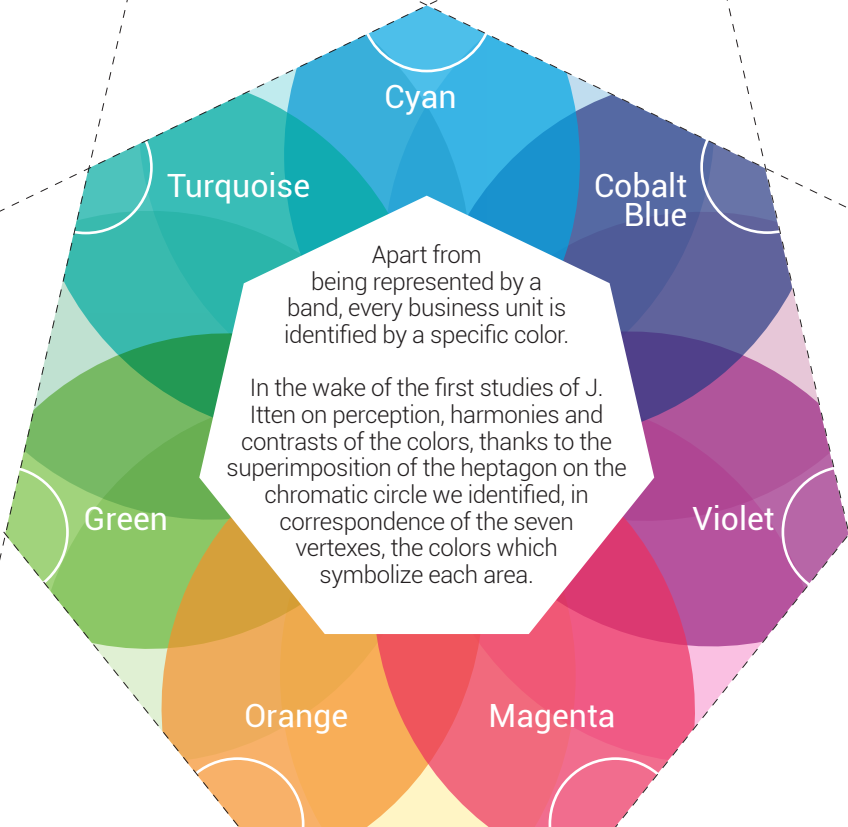 Cyan
Turquoise
Cobalt
Blue
Apart from
being represented by a
band, every business unit is
identified by a specific color.
In the wake of the first studies of J.
Itten on perception, harmonies and
contrasts of the colors, thanks to the
superimposition of the heptagon on the
chromatic circle we identified, in
correspondence of the seven
vertexes, the colors which
symbolize each area.
Green
Violet
Orange
Magenta